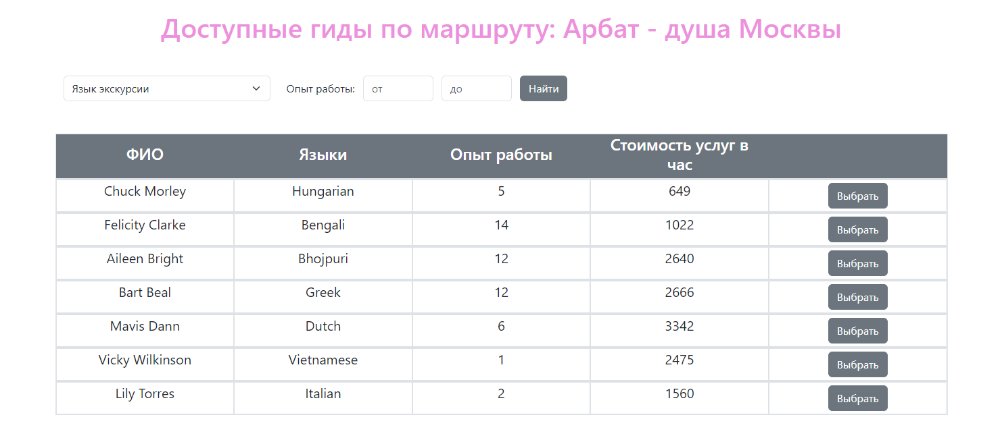 Доступные гиды по маршруту: Арбат - душа Москвы
Язык экскурсии Опыт работы: от до Найти
ФИО Языки Опыт работы Стоимость услуг в
час
Chuck Morley Hungarian 5 649 Выбрать
Felicity Clarke Bengali 14 1022 Выбрать
Aileen Bright Bhojpuri 12 2640 Выбрать
Bart Beal Greek 12 2666 Выбрать
Mavis Dann Dutch 6 3342 Выбрать
Vicky Wilkinson Vietnamese 1 2475 Выбрать
Lily Torres Italian 2 1560 Выбрать